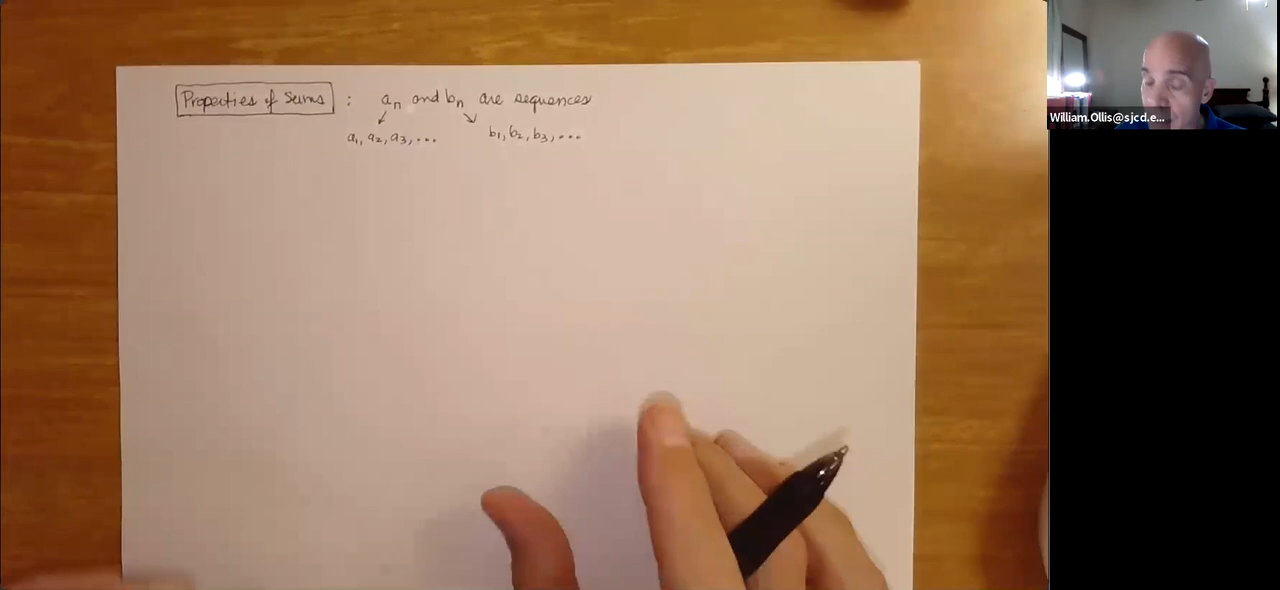 Properties of Sums : aₙ and bₙ are sequences
a₁, a₂, a₃, ... b₁, b₂, b₃, ...
William.Ollis@sjcd.e...